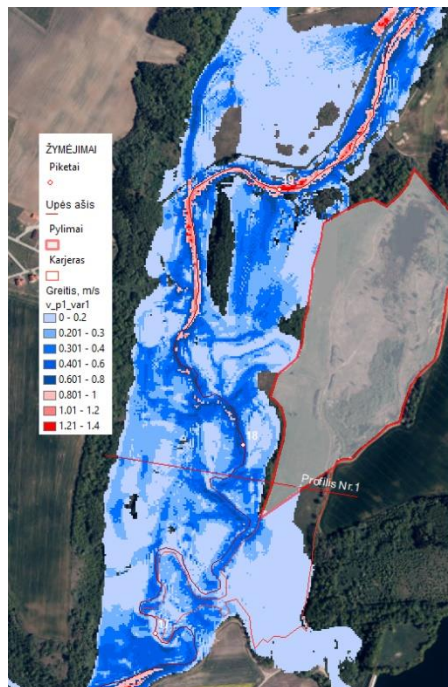 ŽYMĖJIMAI
Piketai
Upės ašis
Pylimai
Karjeras
Greitis, m/s
v_p1_var1
0 - 0.2
0.201 - 0.3
0.301 - 0.4
0.401 - 0.6
0.601 - 0.8
0.801 - 1
1.01 - 1.2
1.21 - 1.4
Profilis Nr.1